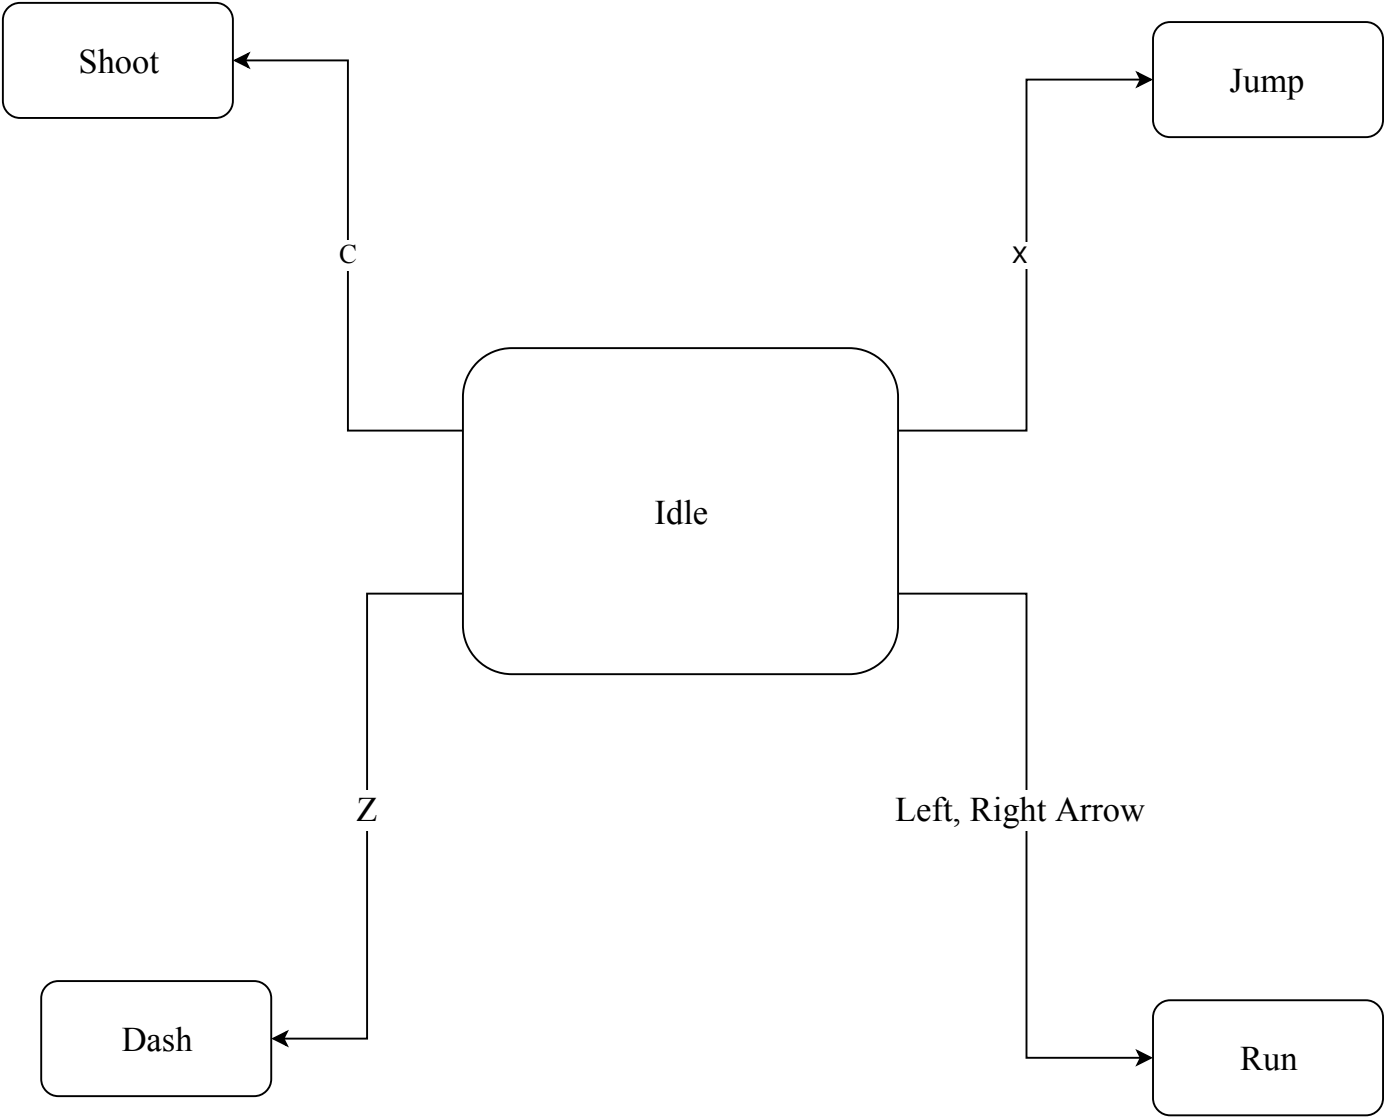 Shoot
Jump
C
X
Idle
Z
Left, Right Arrow
Dash
Run